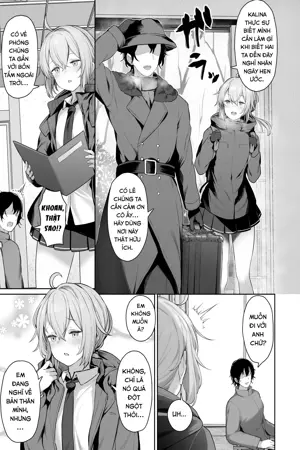 KALINA
THỰC SỰ
BIẾT MÌNH
CẦN LÀM GÌ
KHI BIẾT HAI
TA ĐẾN ĐÂY
NGHỈ NHÂN
NGÀY HẸN
ƯỚC.
CÓ VẺ
PHÒNG
CHÚNG TA
GẦN VỚI
BỒN TẮM
NGOÀI
TRỜI...
KHOAN,
THẬT
SAO!?
CÓ LẼ
CHÚNG TA
CẦN CẢM ƠN
CÔ ẤY...
HÃY DÙNG
NƠI NÀY
THẬT HỮU
ÍCH.
MUỐN
ĐI VỚI
ANH
CHỨ?
EM
KHÔNG
MUỐN
À?
UH...
KHÔNG,
CHỈ LÀ
NÓ QUÁ
ĐỘT
NGỘT
THÔI...
EM ĐANG
NGHĨ VỀ
BẢN THÂN
MÌNH,
NHƯNG...